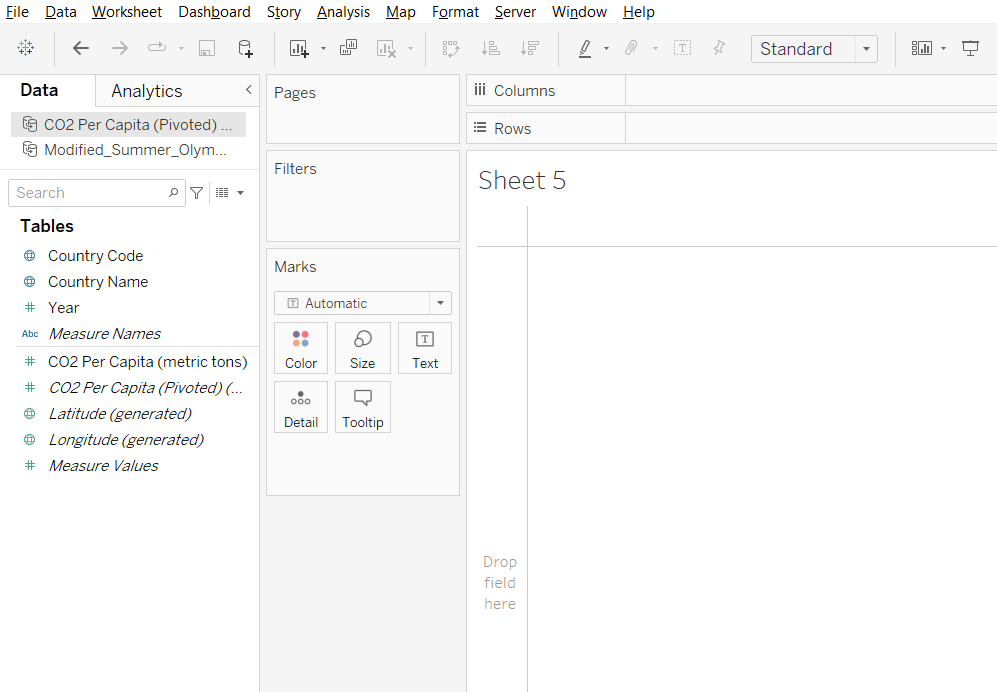 File Data Worksheet Dashboard Story Analysis Map Format Server Window Help
Standard
Data Analytics
CO2 Per Capita (Pivoted) ...
Modified_Summer_Olym...
Search
Tables
Country Code
Country Name
Year
Abc Measure Names
CO2 Per Capita (metric tons)
CO2 Per Capita (Pivoted) (...
Latitude (generated)
Longitude (generated)
Measure Values
Pages
Filters
Marks
T Automatic
Color Size Text
Detail Tooltip
Columns
Rows
Sheet 5
Drop
field
here